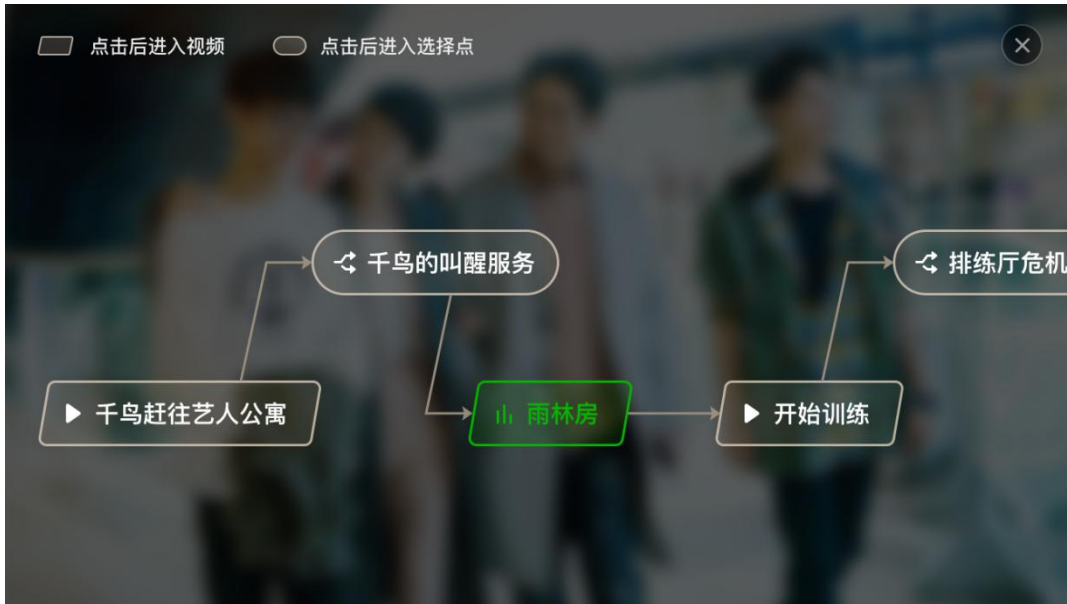 点击后进入视频
点击后进入选择点
千鸟的叫醒服务
排练厅危机
千鸟赶往艺人公寓
雨林房
开始训练